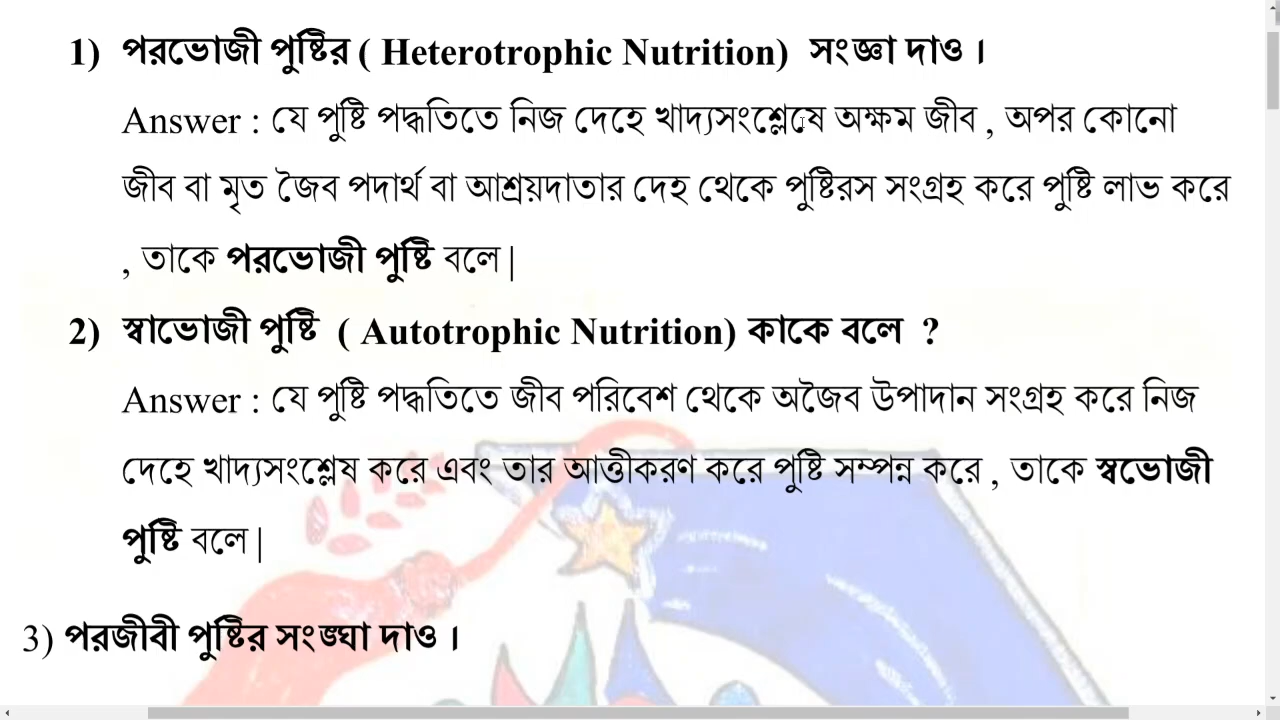 1) পরভোজী পুষ্টির ( Heterotrophic Nutrition) সংজ্ঞা দাও ।
Answer : যে পুষ্টি পদ্ধতিতে নিজ দেহে খাদ্যসংশ্লেষে অক্ষম জীব , অপর কোনো
জীব বা মৃত জৈব পদার্থ বা আশ্রয়দাতার দেহ থেকে পুষ্টিরস সংগ্রহ করে পুষ্টি লাভ করে
, তাকে পরভোজী পুষ্টি বলে |
2) স্বাভোজী পুষ্টি ( Autotrophic Nutrition) কাকে বলে ?
Answer : যে পুষ্টি পদ্ধতিতে জীব পরিবেশ থেকে অজৈব উপাদান সংগ্রহ করে নিজ
দেহে খাদ্যসংশ্লেষ করে এবং তার আত্তীকরণ করে পুষ্টি সম্পন্ন করে , তাকে স্বভোজী
পুষ্টি বলে |
3) পরজীবী পুষ্টির সংজ্ঘা দাও ।